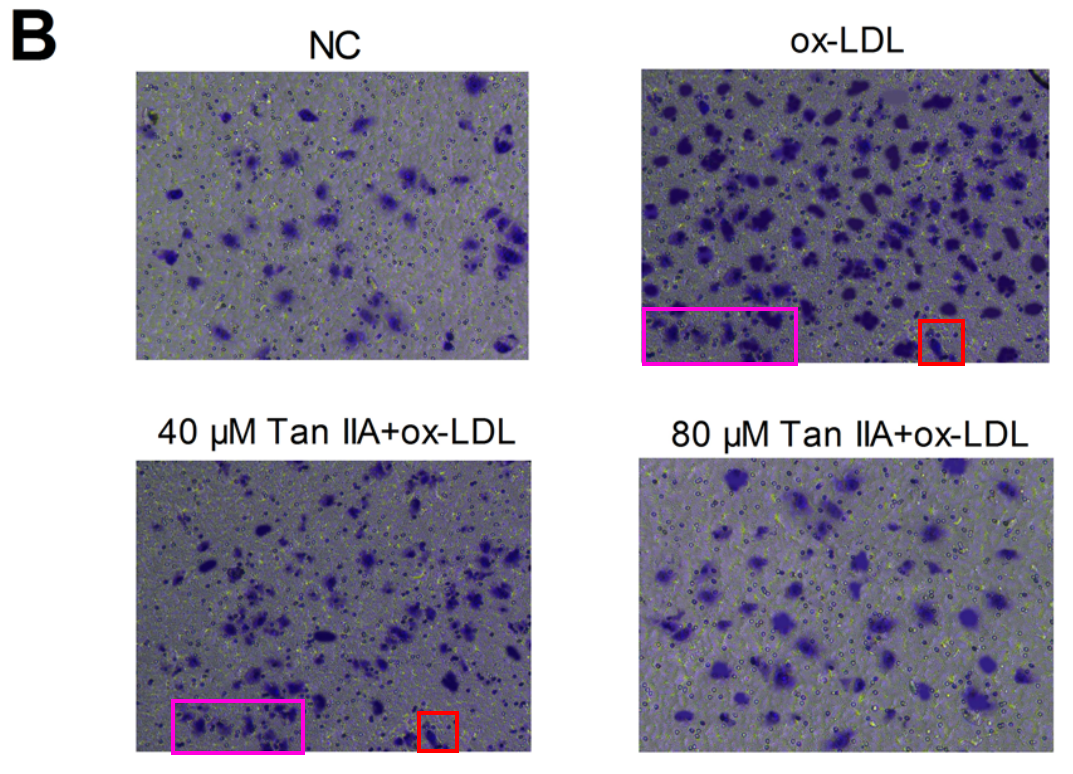 B
NC
ox-LDL
40 µM Tan IIA+ox-LDL
80 µM Tan IIA+ox-LDL